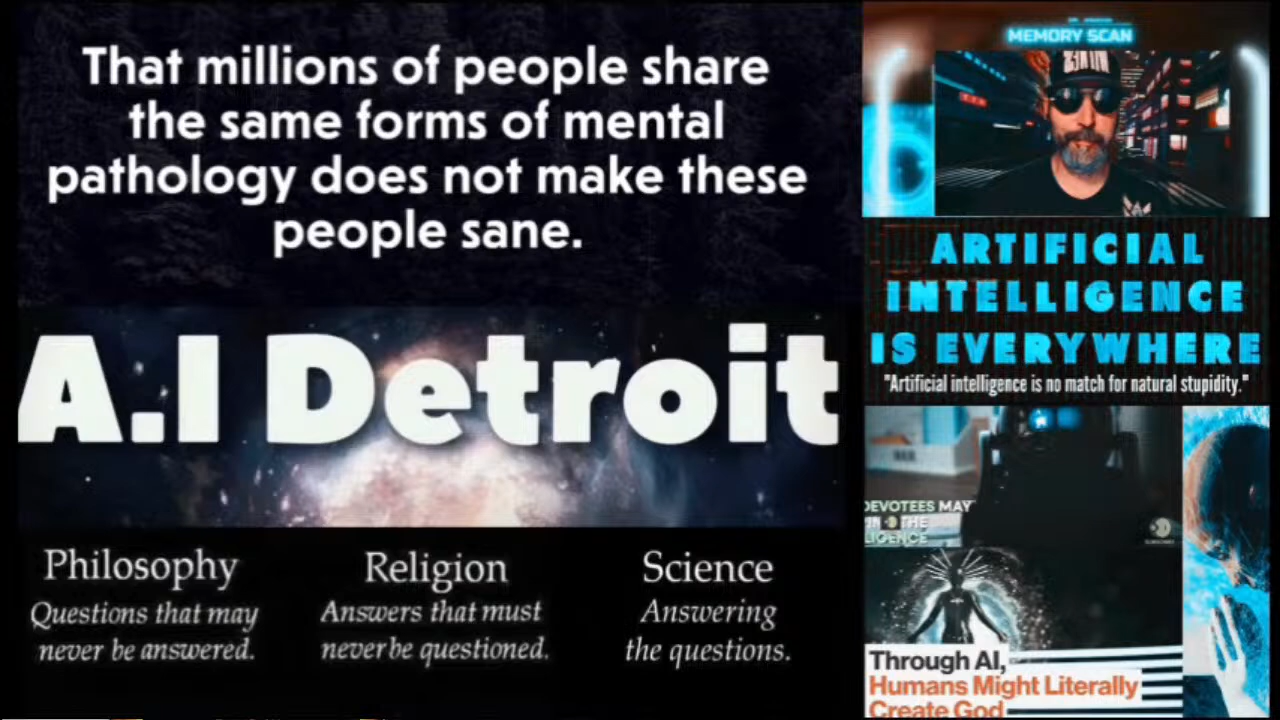 That millions of people share
the same forms of mental
pathology does not make these
people sane.
A.I Detroit
Philosophy
Questions that may
never be answered.
Religion
Answers that must
never be questioned.
Science
Answering
the questions.
MEMORY SCAN
ARTIFICIAL
INTELLIGENCE
IS EVERYWHERE
"Artificial intelligence is no match for natural stupidity."
DEVOTEES MAY
THE
LIGENCE
Through AI,
Humans Might Literally
Create God